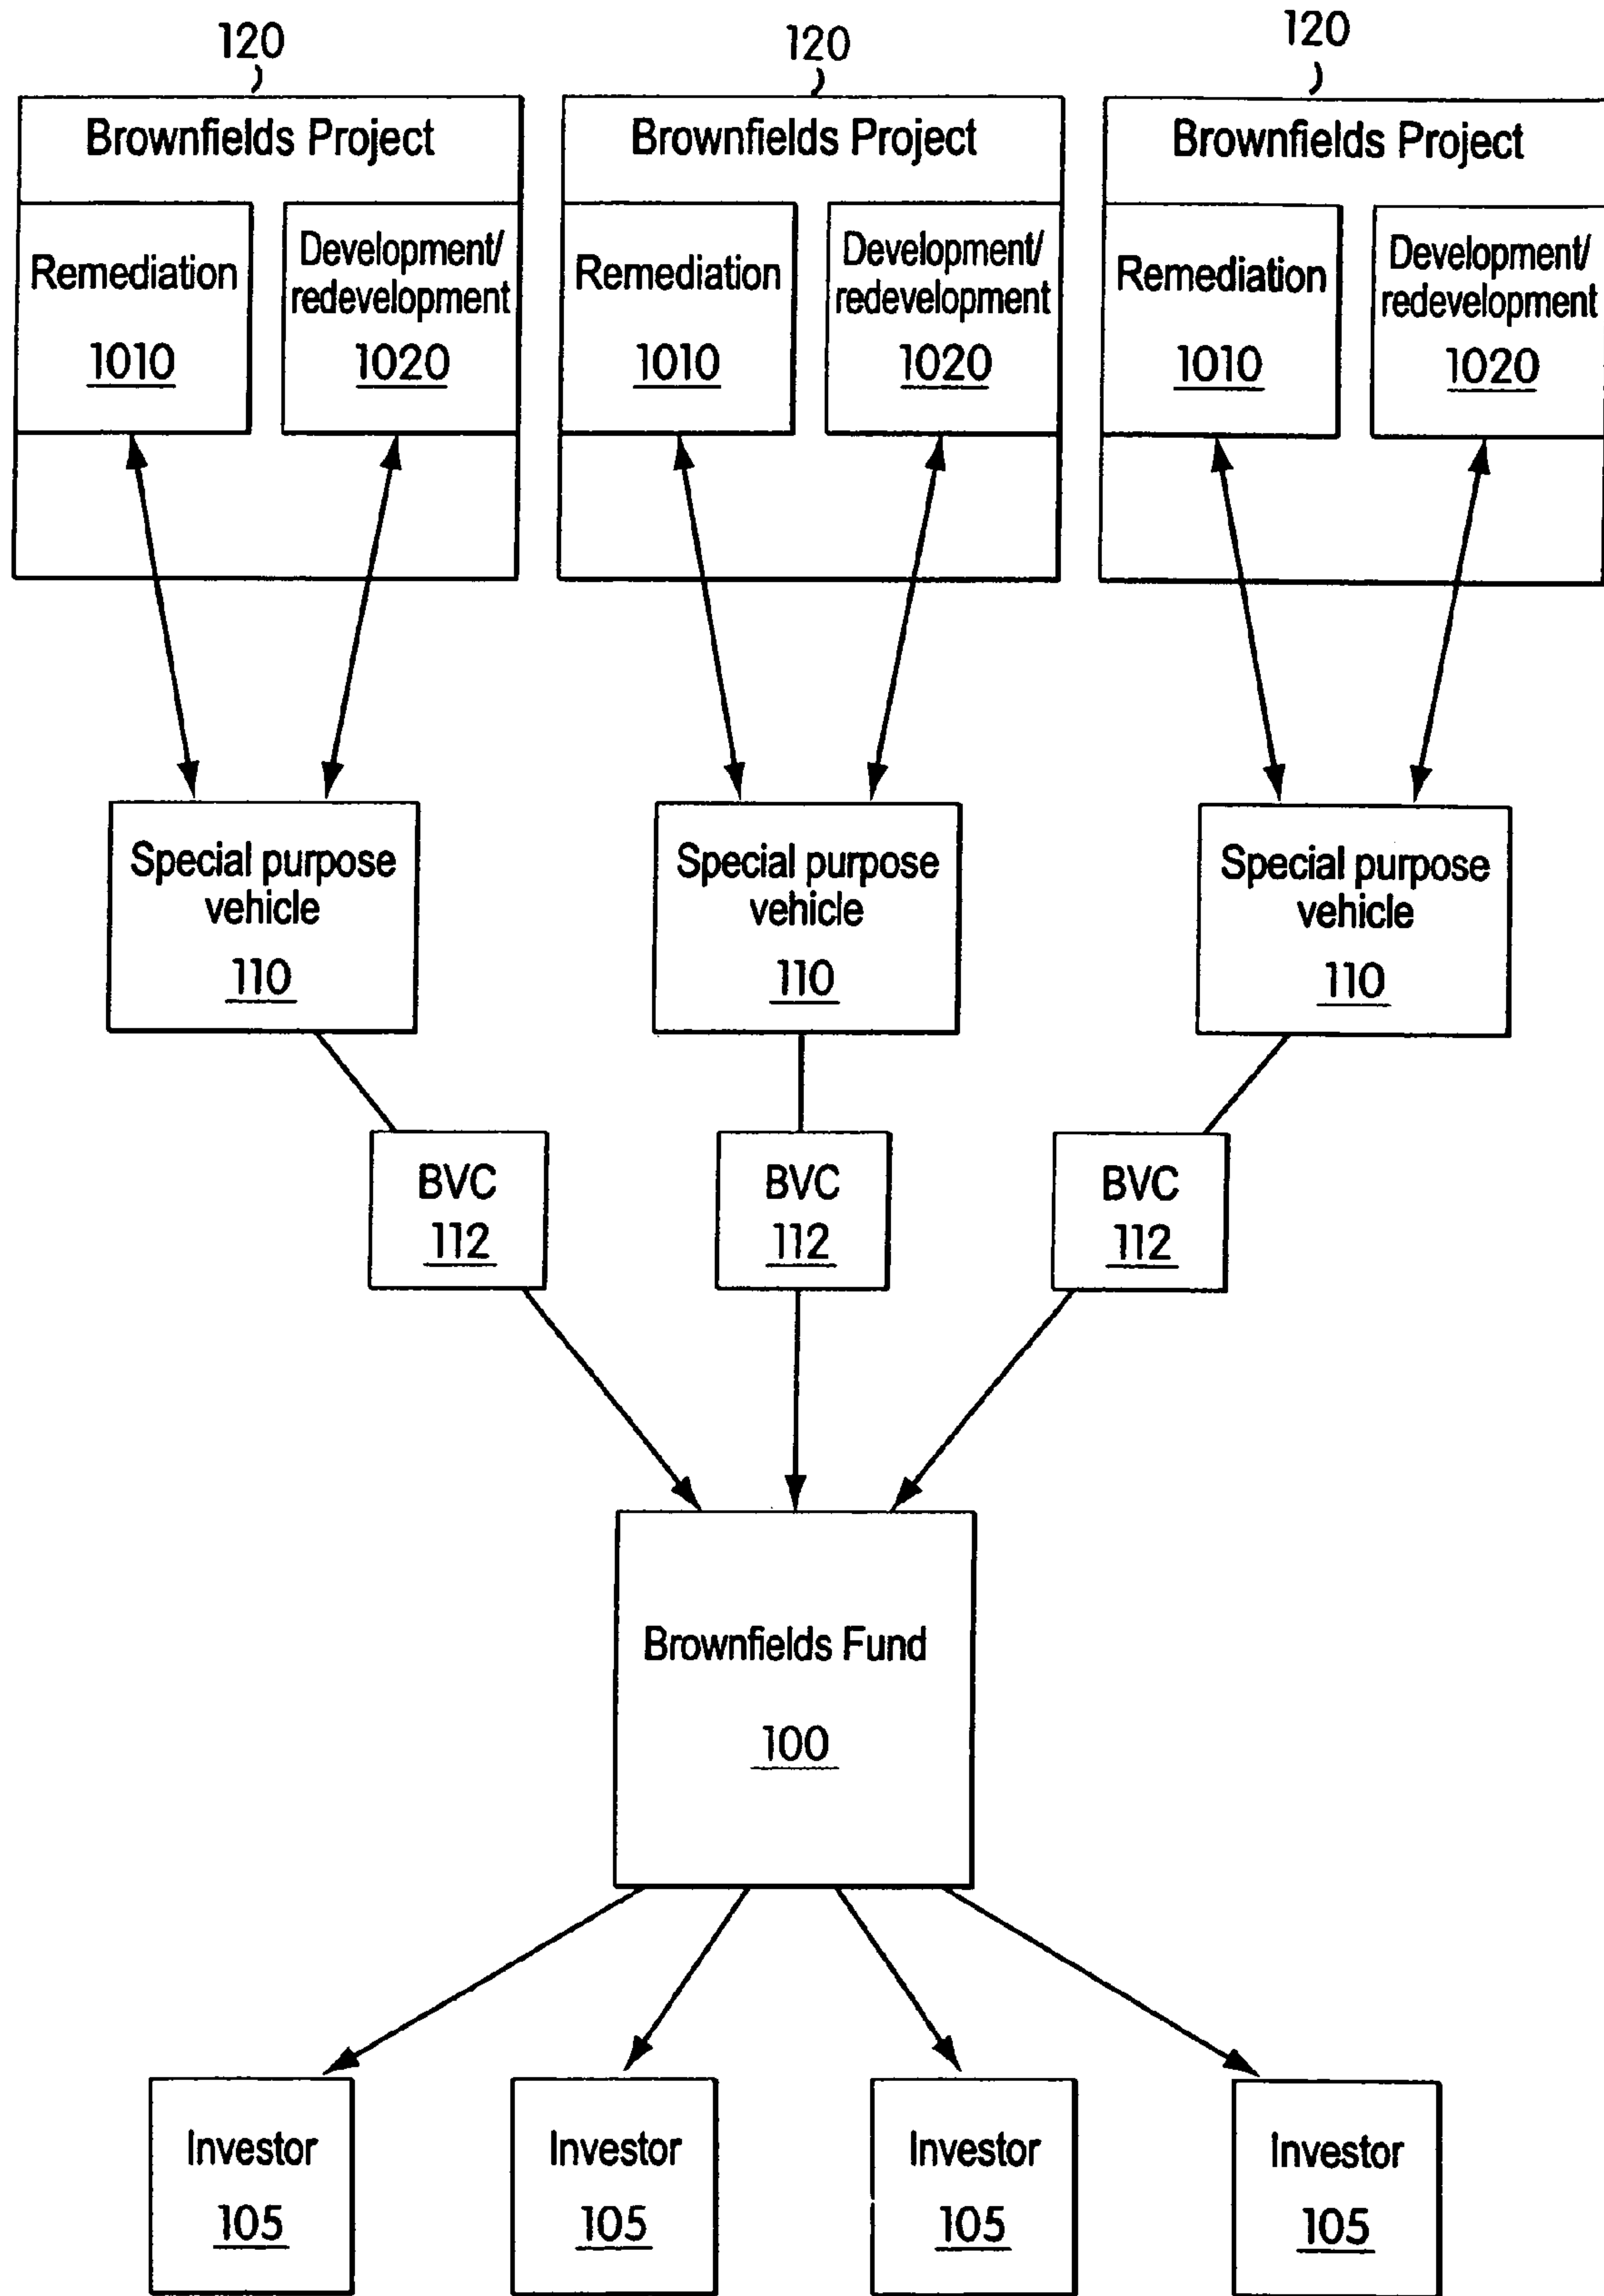 120
120
120
Brownfields Project
Brownfields Project
Brownfields Project
Remediation
1010
Development/
redevelopment
1020
Remediation
1010
Development/
redevelopment
1020
Remediation
1010
Development/
redevelopment
1020
Special purpose
vehicle
110
Special purpose
vehicle
110
Special purpose
vehicle
110
BVC
112
BVC
112
BVC
112
Brownfields Fund
100
Investor
105
Investor
105
Investor
105
Investor
105